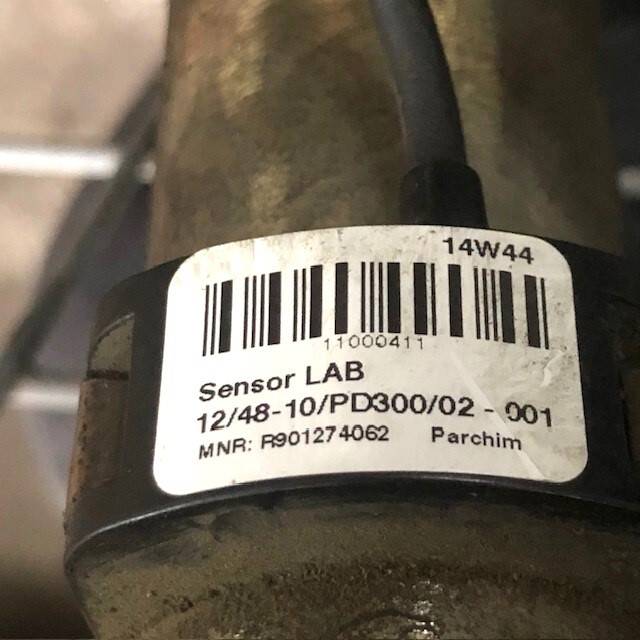 14W44
11000411
Sensor LAB
12/48-10/PD300/02 - 001
MNR: R901274062 Parchim